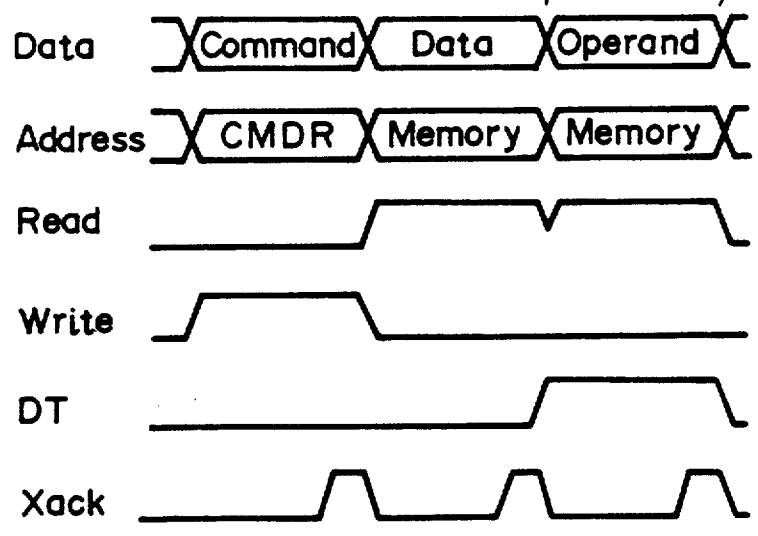 Data Command Data Operand
Address CMDR Memory Memory
Read
Write
DT
Xack